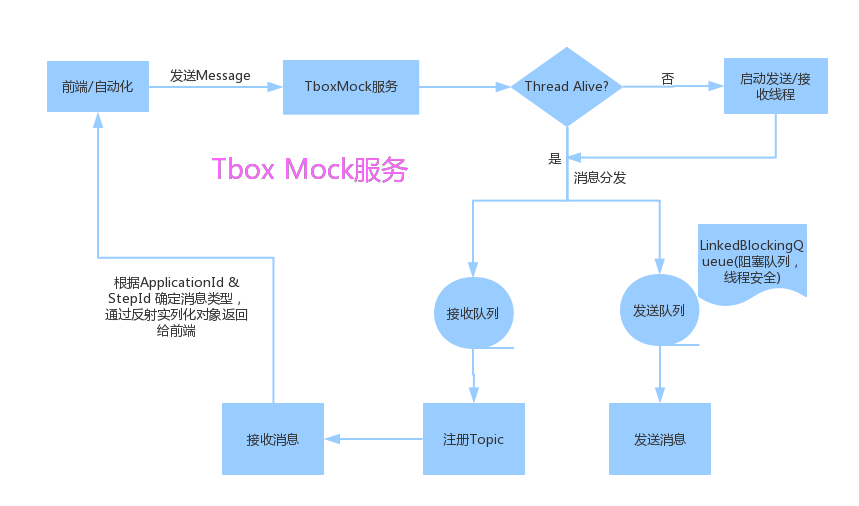 前端/自动化
发送Message
TboxMock服务
Thread Alive?
否
启动发送/接
收线程
Tbox Mock服务
是
消息分发
LinkedBlockingQ
ueue(阻塞队列，
线程安全)
接收队列
发送队列
根据ApplicationId &
StepId 确定消息类型，
通过反射实列化对象返回
给前端
接收消息
注册Topic
发送消息